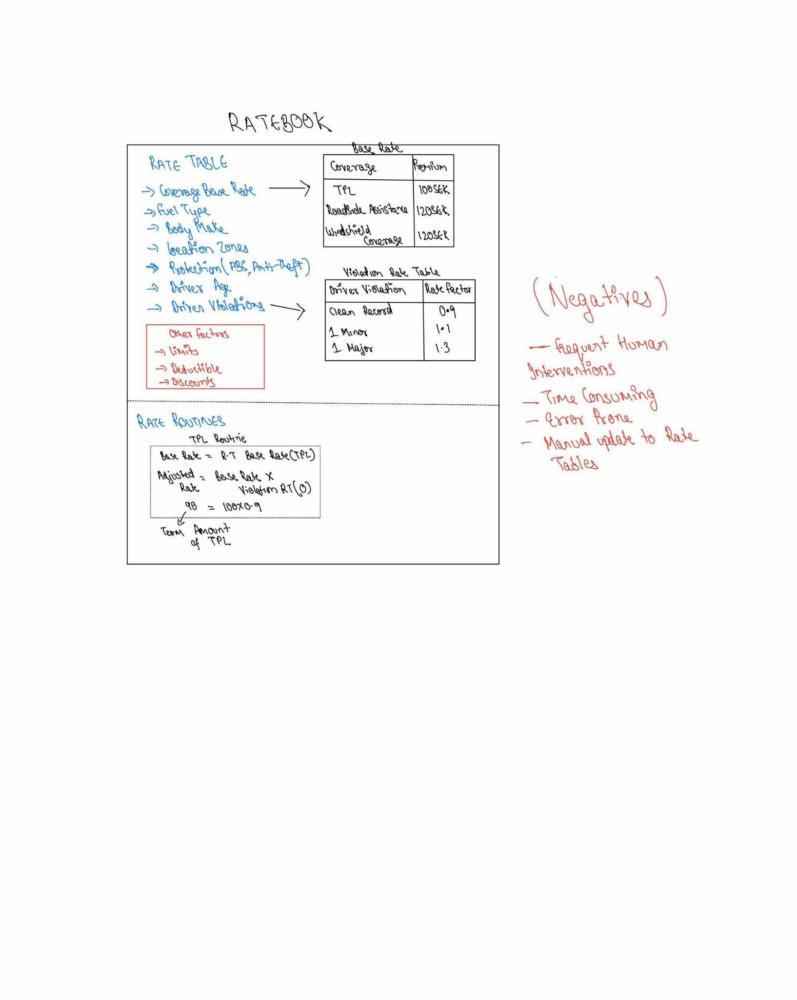 RATEBOOK
RATE TABLE
→ Coverage Base Rate
→ Fuel Type
→ Body Make
→ Location Zones
→ Protection (ABS, Anti-Theft)
→ Driver Age
→ Driver Violations
Other factors
→ Limits
→ Deductible
→ Discounts
Base Rate
Coverage Premium
TPL 100SEK
Roadside Assistance 120SEK
Windshield
Coverage 120SEK
Violation Rate Table
Driver Violation Rate factor
Clean Record 0.9
1 Minor 1.1
1 Major 1.3
RATE ROUTINES
TPL Routine
Base Rate = R.T Base Rate (TPL)
Adjusted = Base Rate X
Rate Violation RT (0)
90 = 100X0.9
Term Amount
of TPL
(Negatives)
— frequent Human
Interventions
— Time Consuming
— Error Prone
— Manual update to Rate
Tables